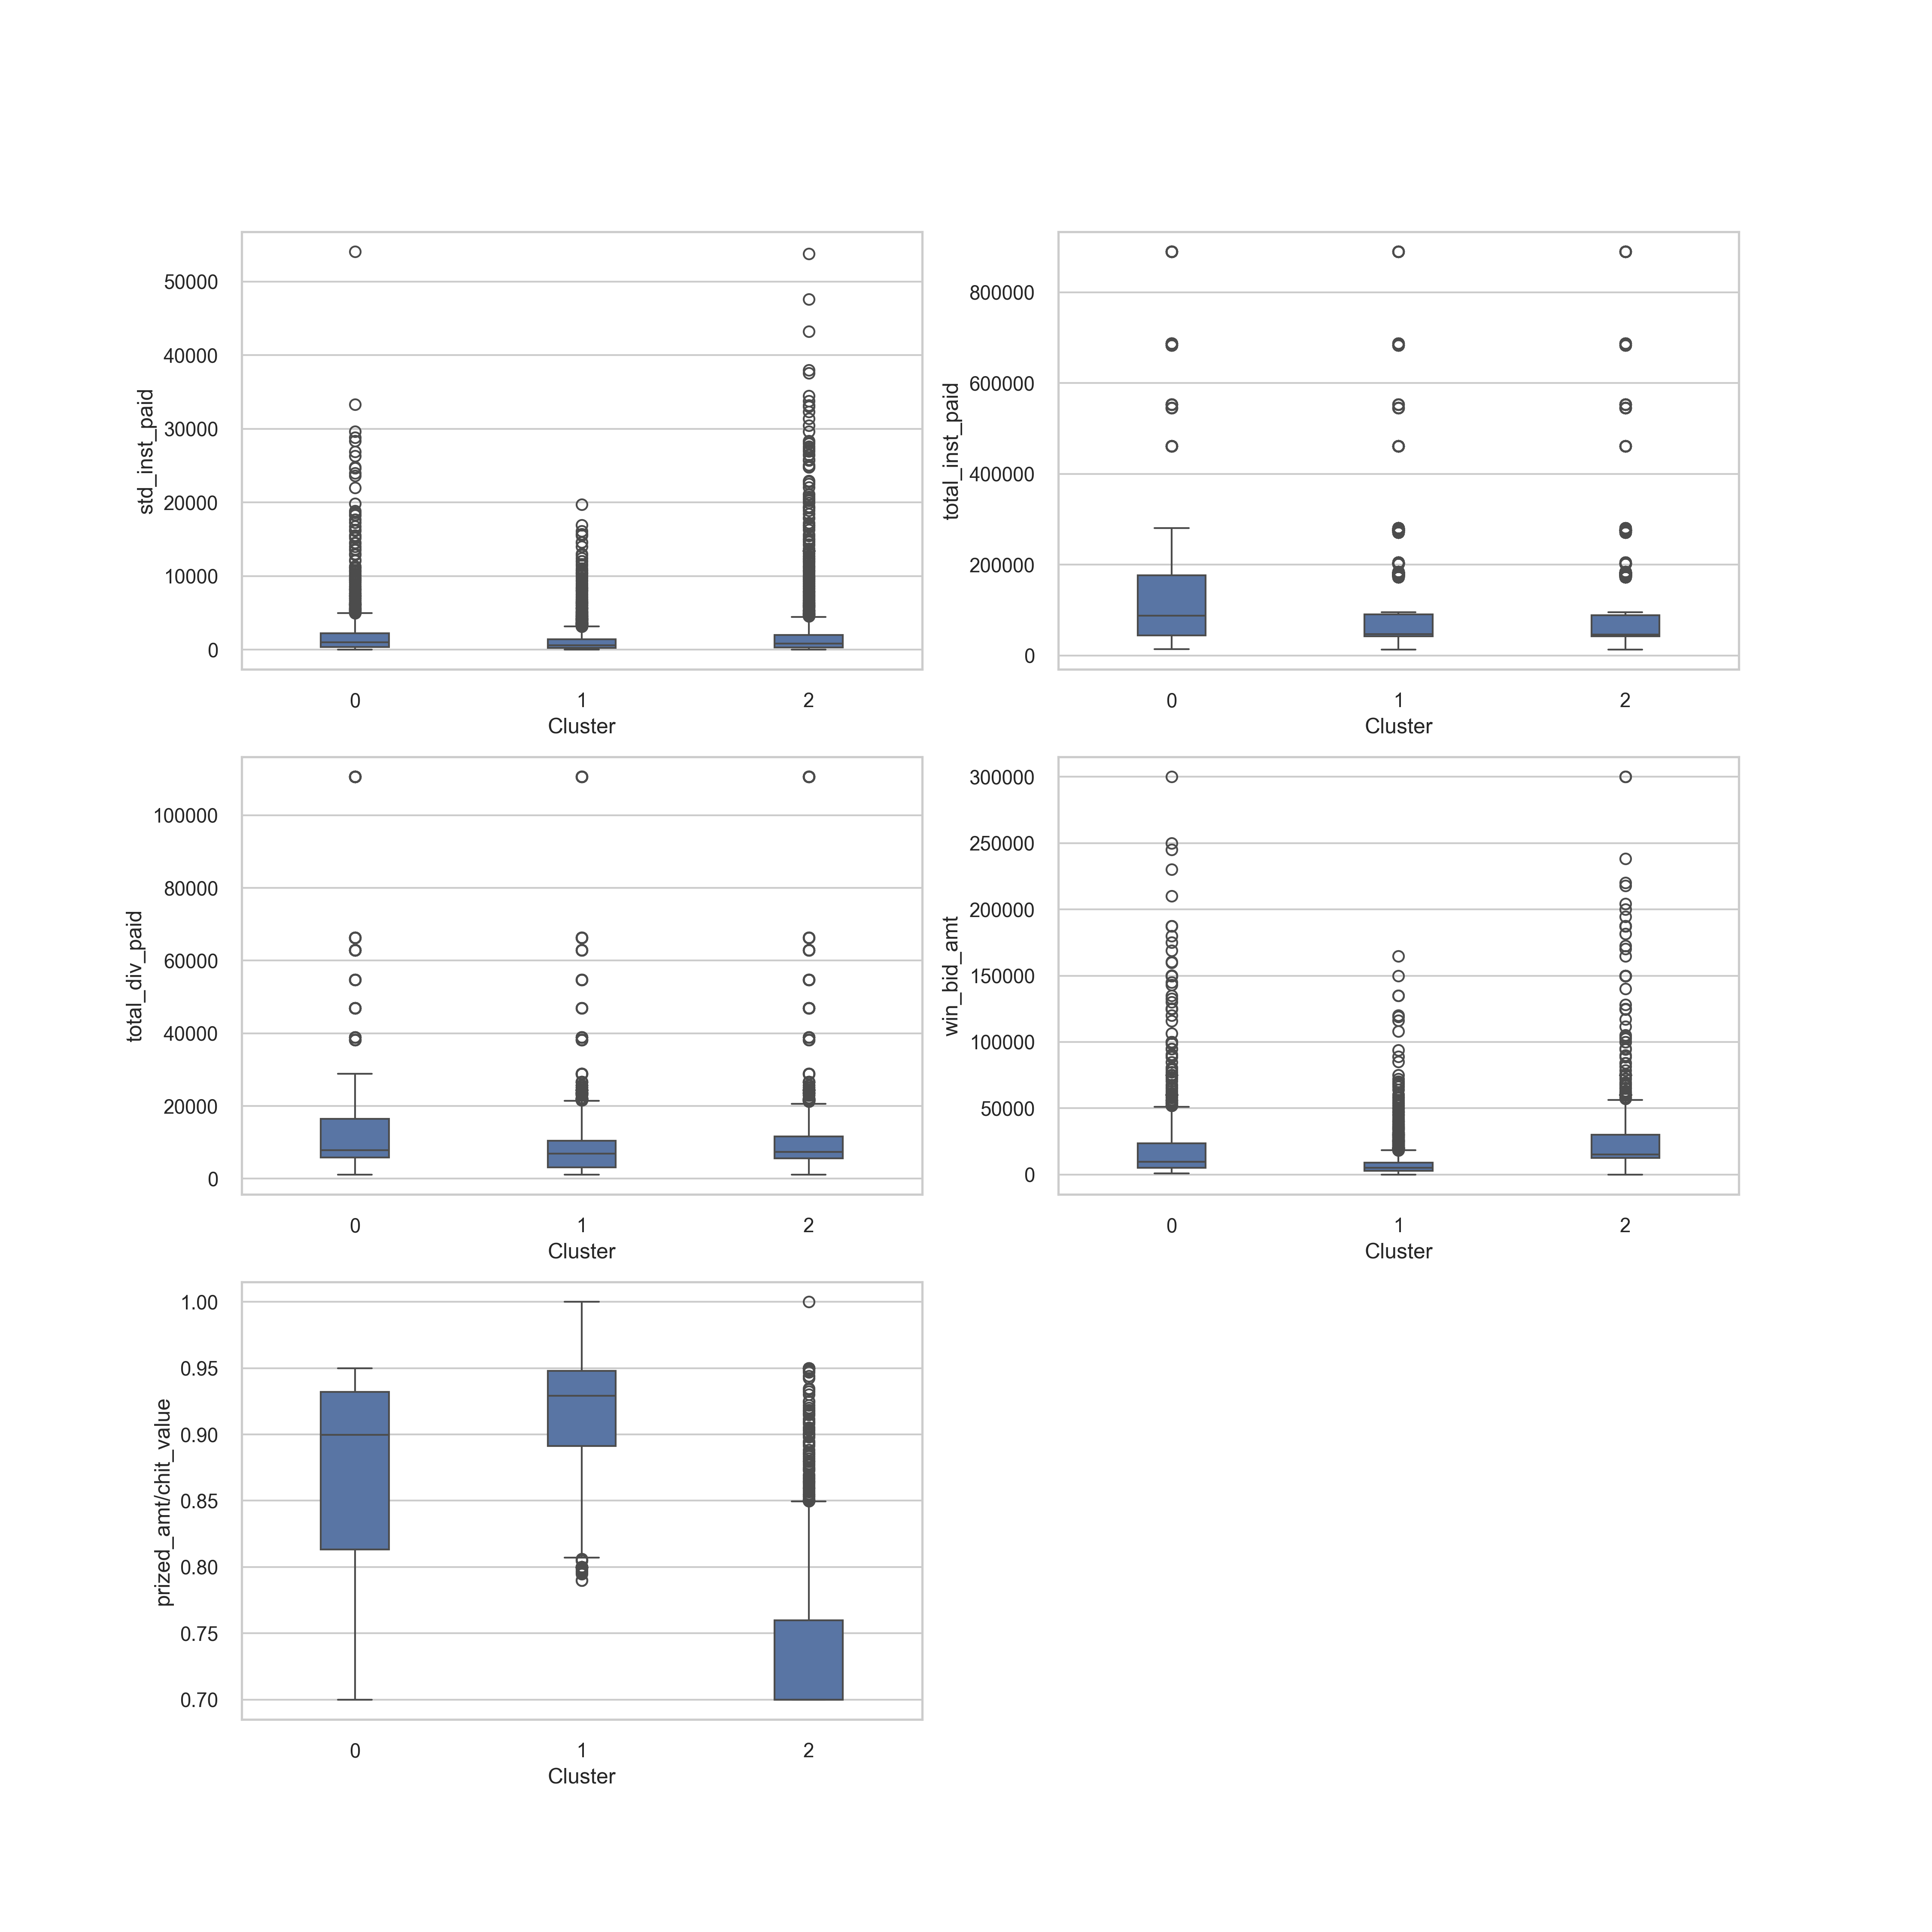 50000
40000
30000
20000
10000
0
std_inst_paid
0 1 2
Cluster
800000
600000
400000
200000
0
total_inst_paid
0 1 2
Cluster
100000
80000
60000
40000
20000
0
total_div_paid
0 1 2
Cluster
300000
250000
200000
150000
100000
50000
0
win_bid_amt
0 1 2
Cluster
1.00
0.95
0.90
0.85
0.80
0.75
0.70
prized_amt/chit_value
0 1 2
Cluster